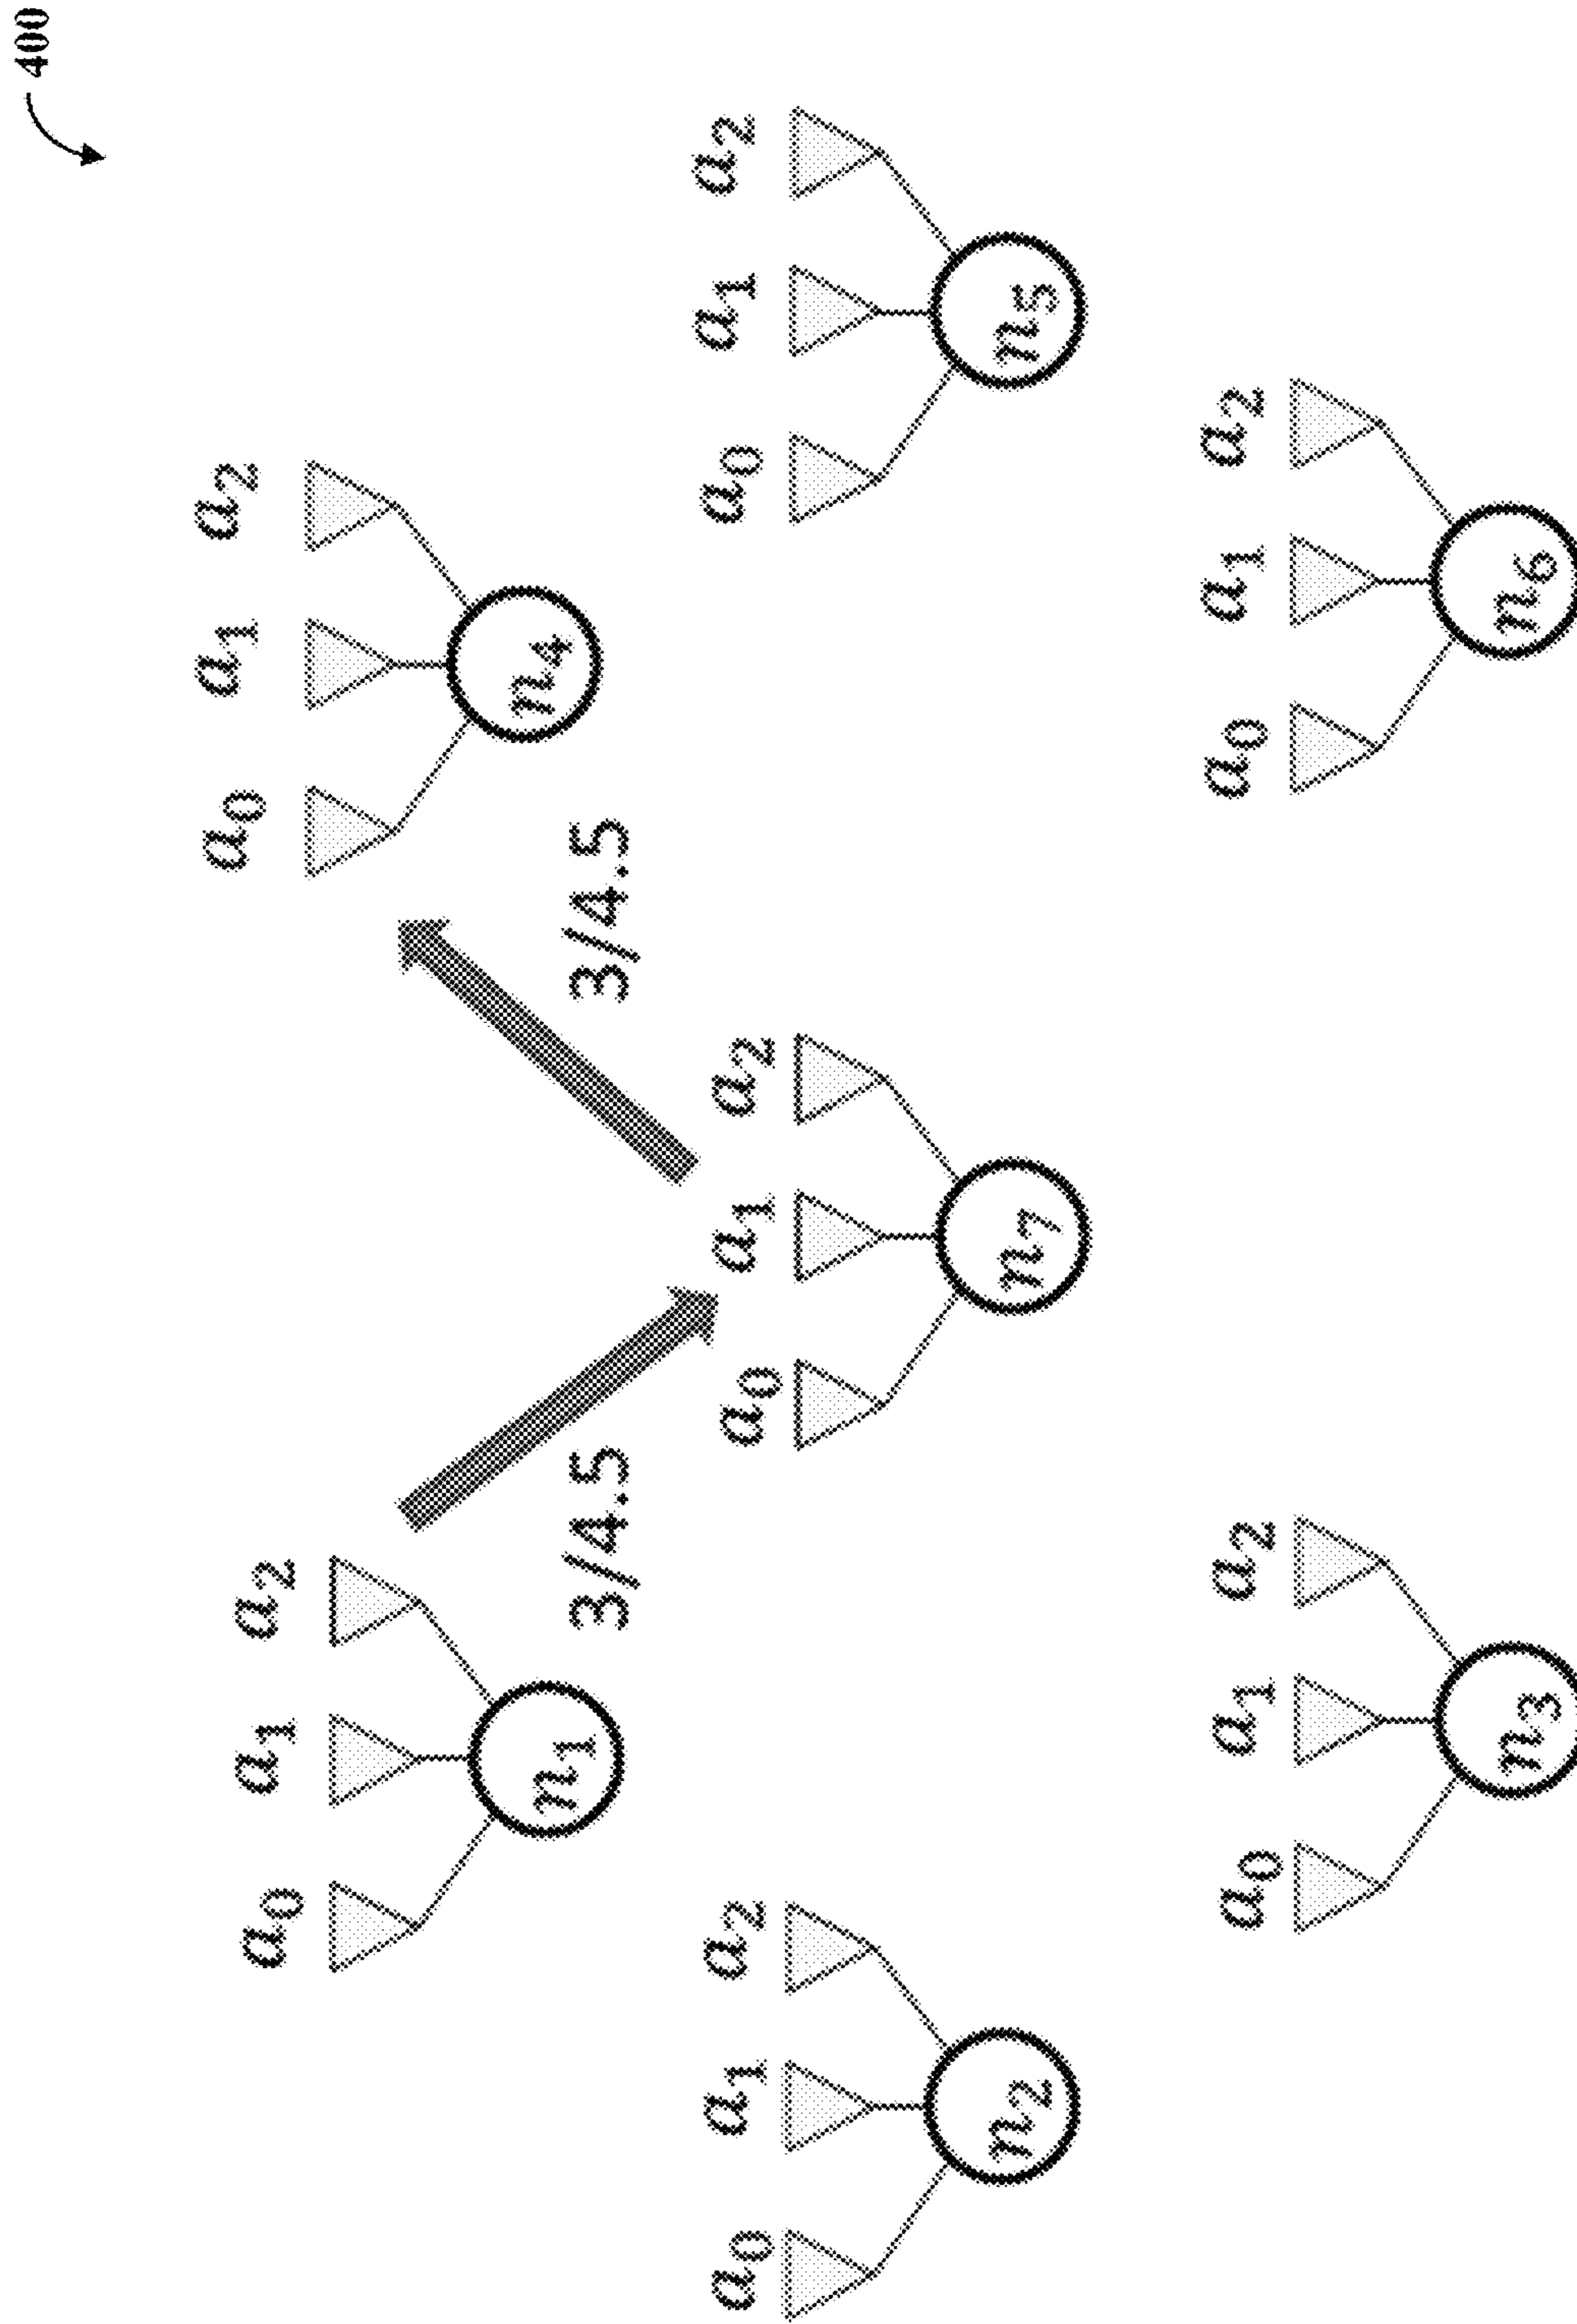 400
a₀ a₁ a₂
n₁
a₀ a₁ a₂
n₄
3/4.5
3/4.5
a₀ a₁ a₂
n₂
a₀ a₁ a₂
n₇
a₀ a₁ a₂
n₅
a₀ a₁ a₂
n₃
a₀ a₁ a₂
n₆